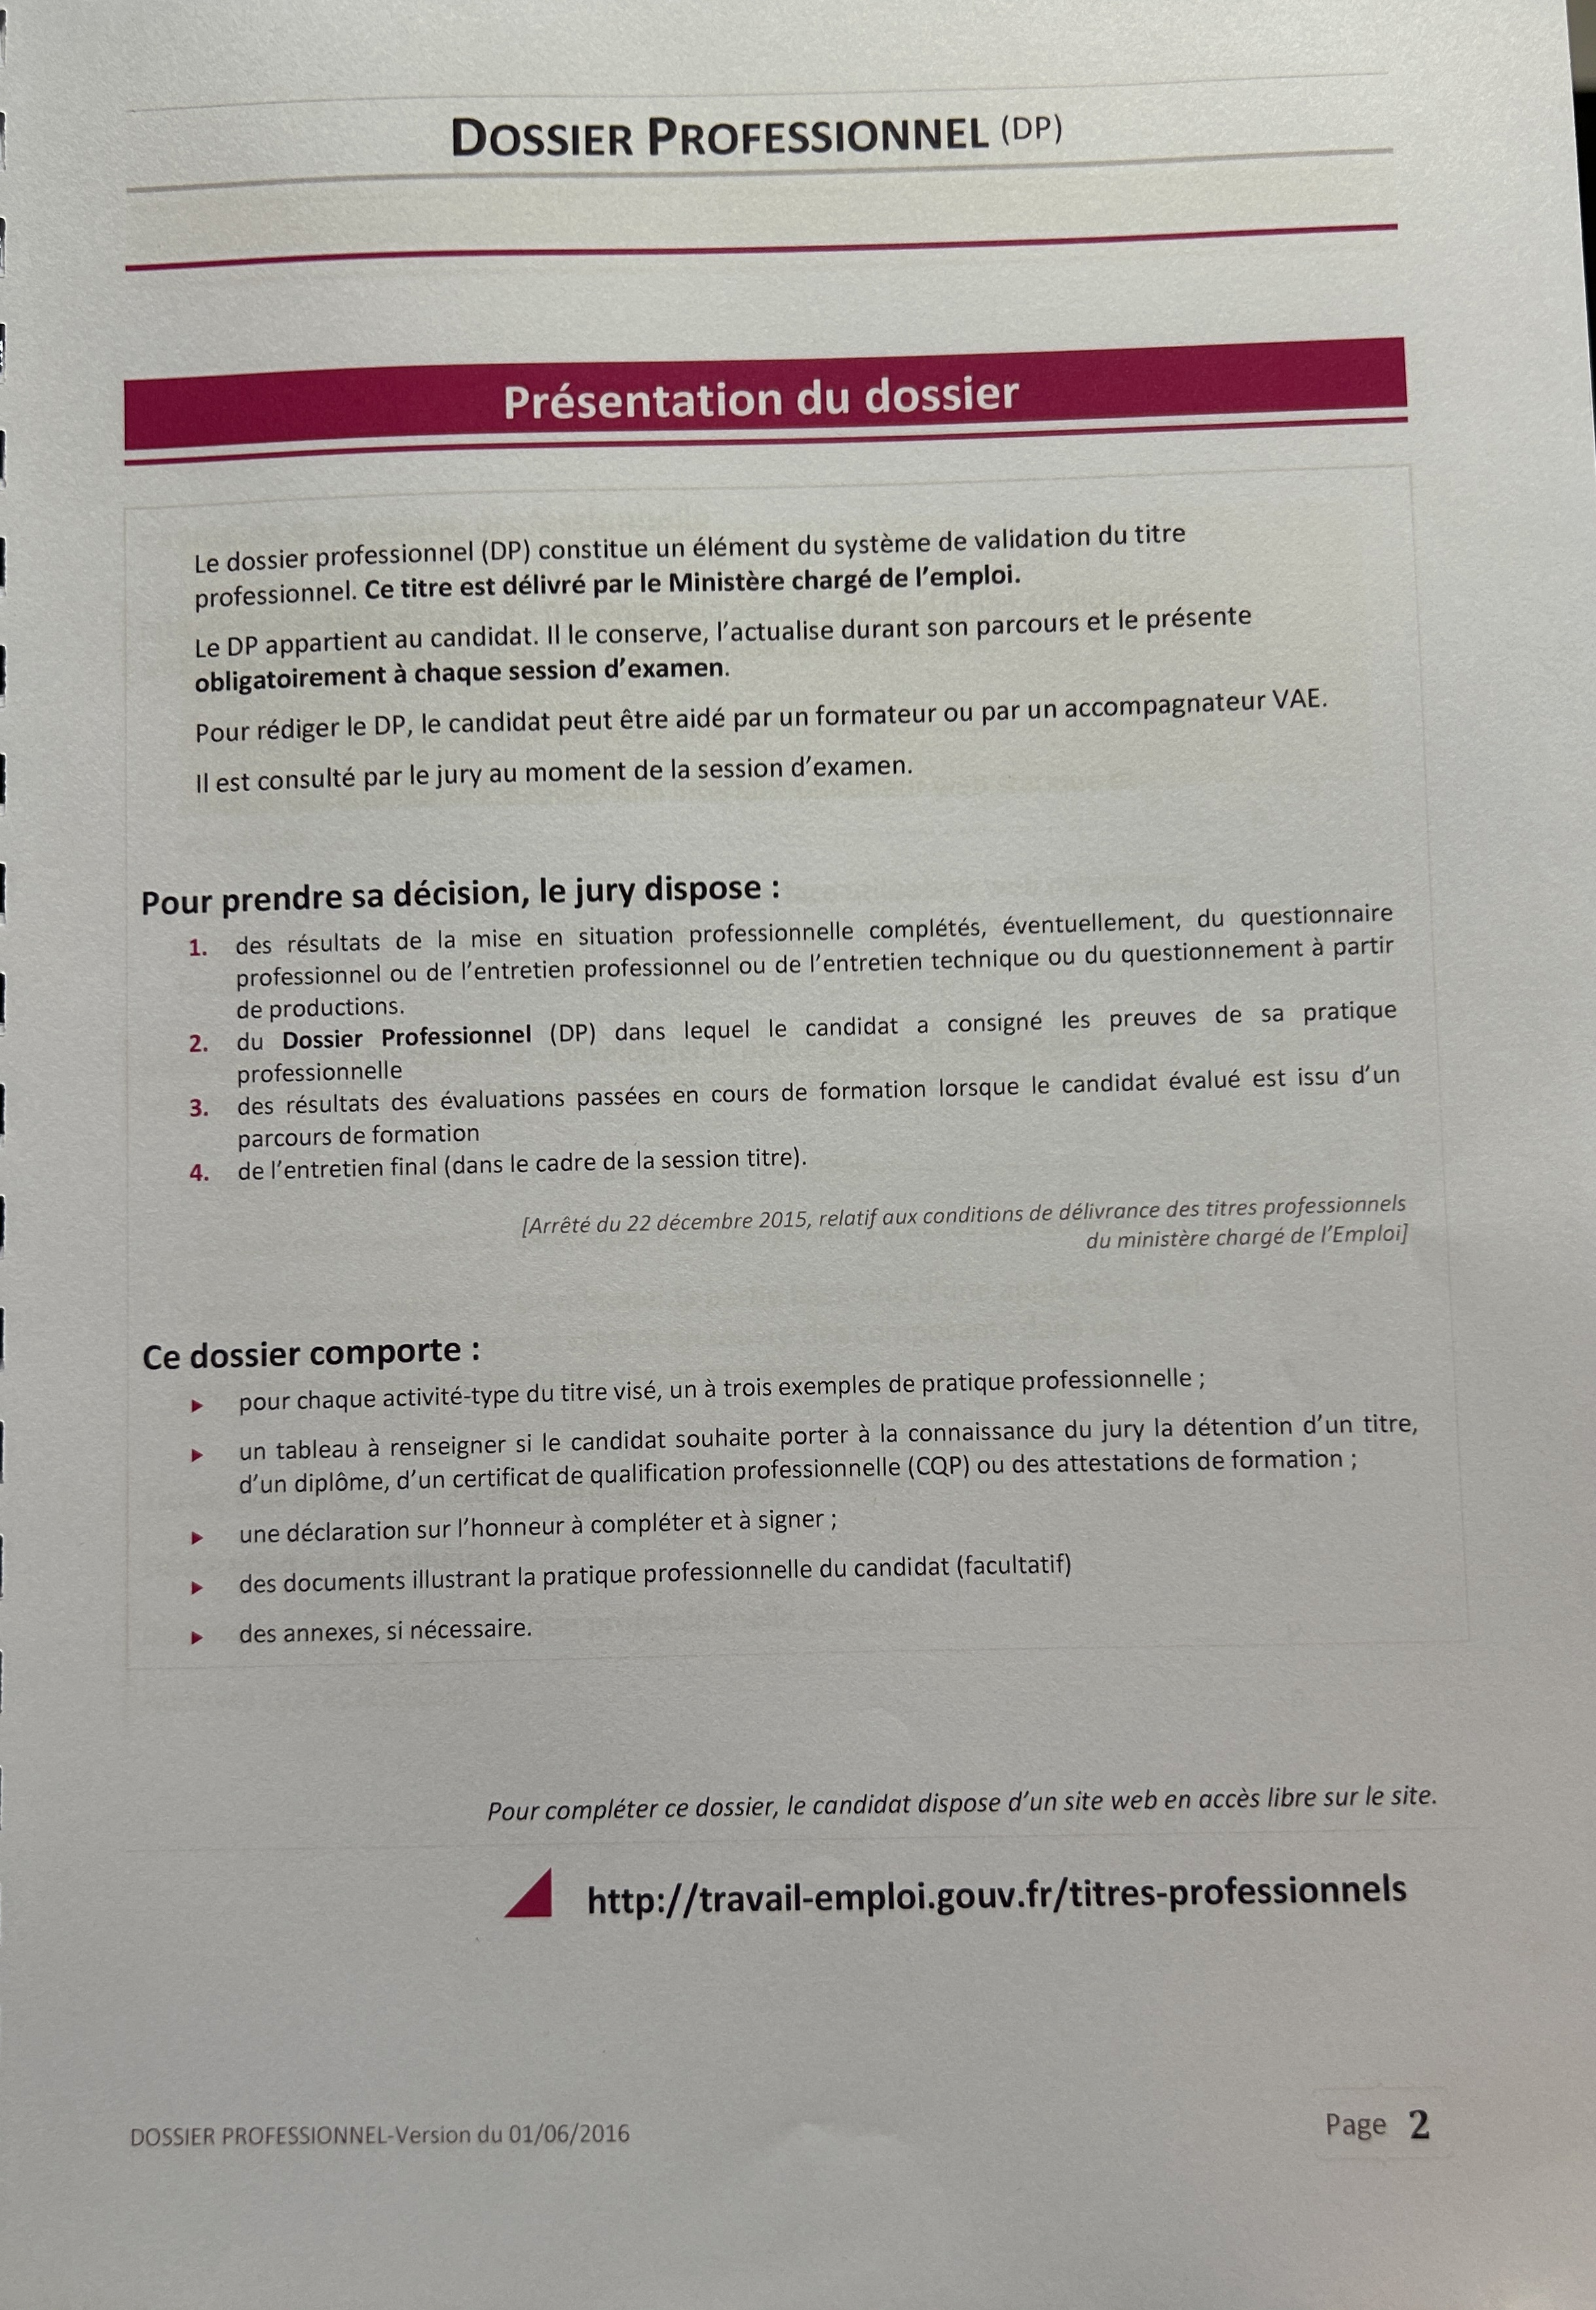 DOSSIER PROFESSIONNEL (DP)
Présentation du dossier
Le dossier professionnel (DP) constitue un élément du système de validation du titre
professionnel. Ce titre est délivré par le Ministère chargé de l’emploi.
Le DP appartient au candidat. Il le conserve, l’actualise durant son parcours et le présente
obligatoirement à chaque session d’examen.
Pour rédiger le DP, le candidat peut être aidé par un formateur ou par un accompagnateur VAE.
Il est consulté par le jury au moment de la session d’examen.
Pour prendre sa décision, le jury dispose :
1. des résultats de la mise en situation professionnelle complétés, éventuellement, du questionnaire
professionnel ou de l’entretien professionnel ou de l’entretien technique ou du questionnement à partir
de productions.
2. du Dossier Professionnel (DP) dans lequel le candidat a consigné les preuves de sa pratique
professionnelle
3. des résultats des évaluations passées en cours de formation lorsque le candidat évalué est issu d’un
parcours de formation
4. de l’entretien final (dans le cadre de la session titre).
[Arrêté du 22 décembre 2015, relatif aux conditions de délivrance des titres professionnels
du ministère chargé de l’Emploi]
Ce dossier comporte :
▶ pour chaque activité-type du titre visé, un à trois exemples de pratique professionnelle ;
▶ un tableau à renseigner si le candidat souhaite porter à la connaissance du jury la détention d’un titre,
d’un diplôme, d’un certificat de qualification professionnelle (CQP) ou des attestations de formation ;
▶ une déclaration sur l’honneur à compléter et à signer ;
▶ des documents illustrant la pratique professionnelle du candidat (facultatif)
▶ des annexes, si nécessaire.
Pour compléter ce dossier, le candidat dispose d’un site web en accès libre sur le site.
http://travail-emploi.gouv.fr/titres-professionnels
DOSSIER PROFESSIONNEL-Version du 01/06/2016
Page 2